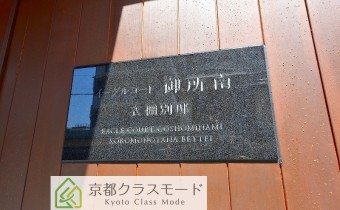 イーグルコート 御所南
衣棚別邸
EAGLE COURT GOSHOMINAMI
KOROMONOTANA BETTEI
京都クラスモード
Kyoto Class Mode